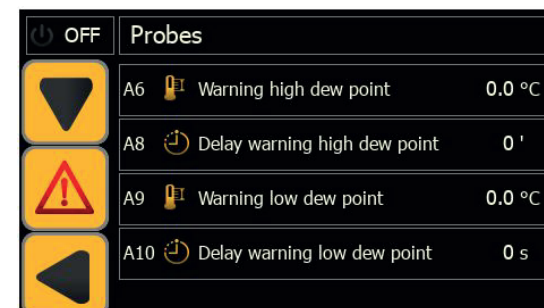 OFF Probes
A6 Warning high dew point 0.0 °C
A8 Delay warning high dew point 0 '
A9 Warning low dew point 0.0 °C
A10 Delay warning low dew point 0 s